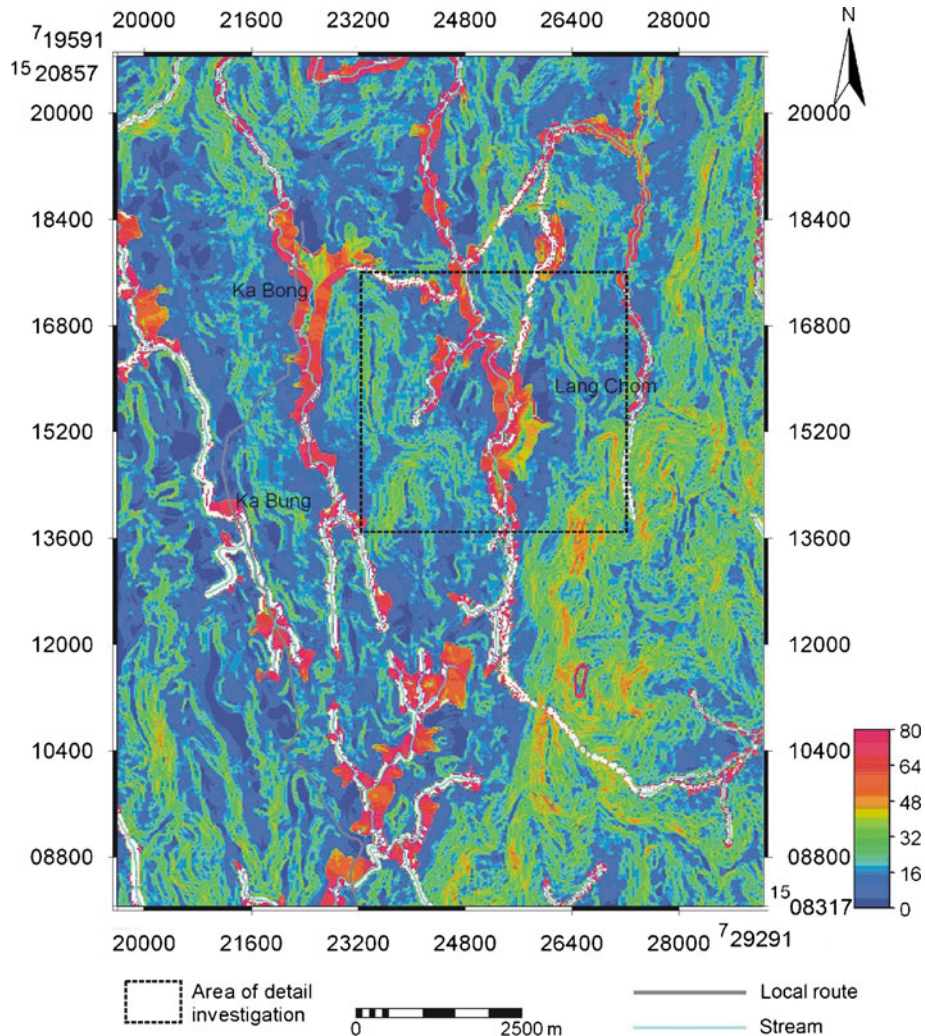 20000 21600 23200 24800 26400 28000
N
7 19591
15 20857
20000 20000
18400 18400
Ka Bong
16800 16800
Lang Chom
15200 15200
Ka Bung
13600 13600
12000 12000
10400 10400
80
64
48
32
16
0
08800 08800
15 08317
20000 21600 23200 24800 26400 28000
7 29291
Area of detail
investigation
0 2500 m
Local route
Stream